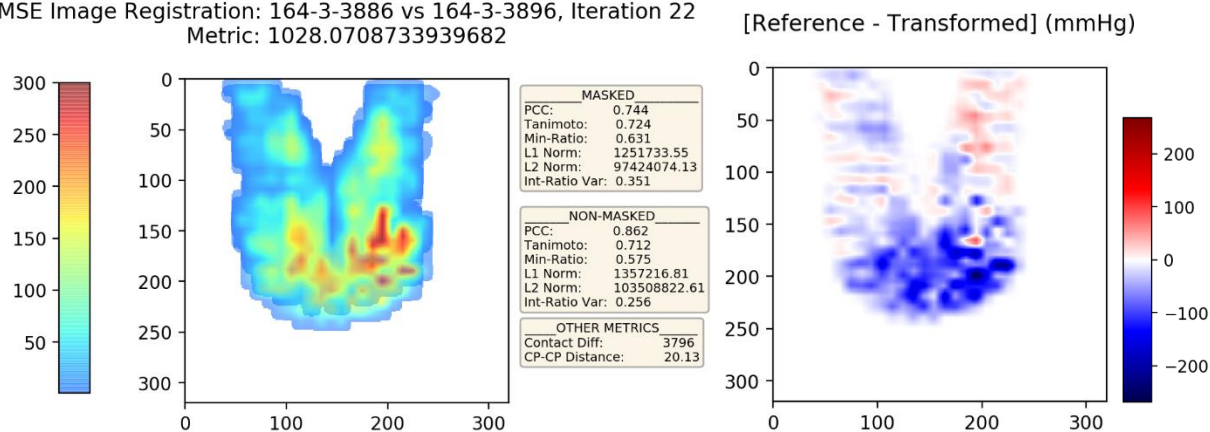 MSE Image Registration: 164-3-3886 vs 164-3-3896, Iteration 22
Metric: 1028.0708733939682
[Reference - Transformed] (mmHg)
300
250
200
150
100
50
0
50
100
150
200
250
300
0
100
200
300
MASKED
PCC: 0.744
Tanimoto: 0.724
Min-Ratio: 0.631
L1 Norm: 1251733.55
L2 Norm: 97424074.13
Int-Ratio Var: 0.351
NON-MASKED
PCC: 0.862
Tanimoto: 0.712
Min-Ratio: 0.575
L1 Norm: 1357216.81
L2 Norm: 103508822.61
Int-Ratio Var: 0.256
OTHER METRICS
Contact Diff: 3796
CP-CP Distance: 20.13
0
50
100
150
200
250
300
0
100
200
300
200
100
0
−100
−200